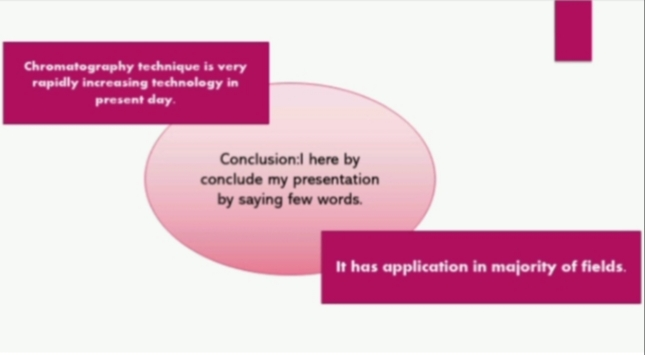 Chromatography technique is very
rapidly increasing technology in
present day.
Conclusion:I here by
conclude my presentation
by saying few words.
It has application in majority of fields.